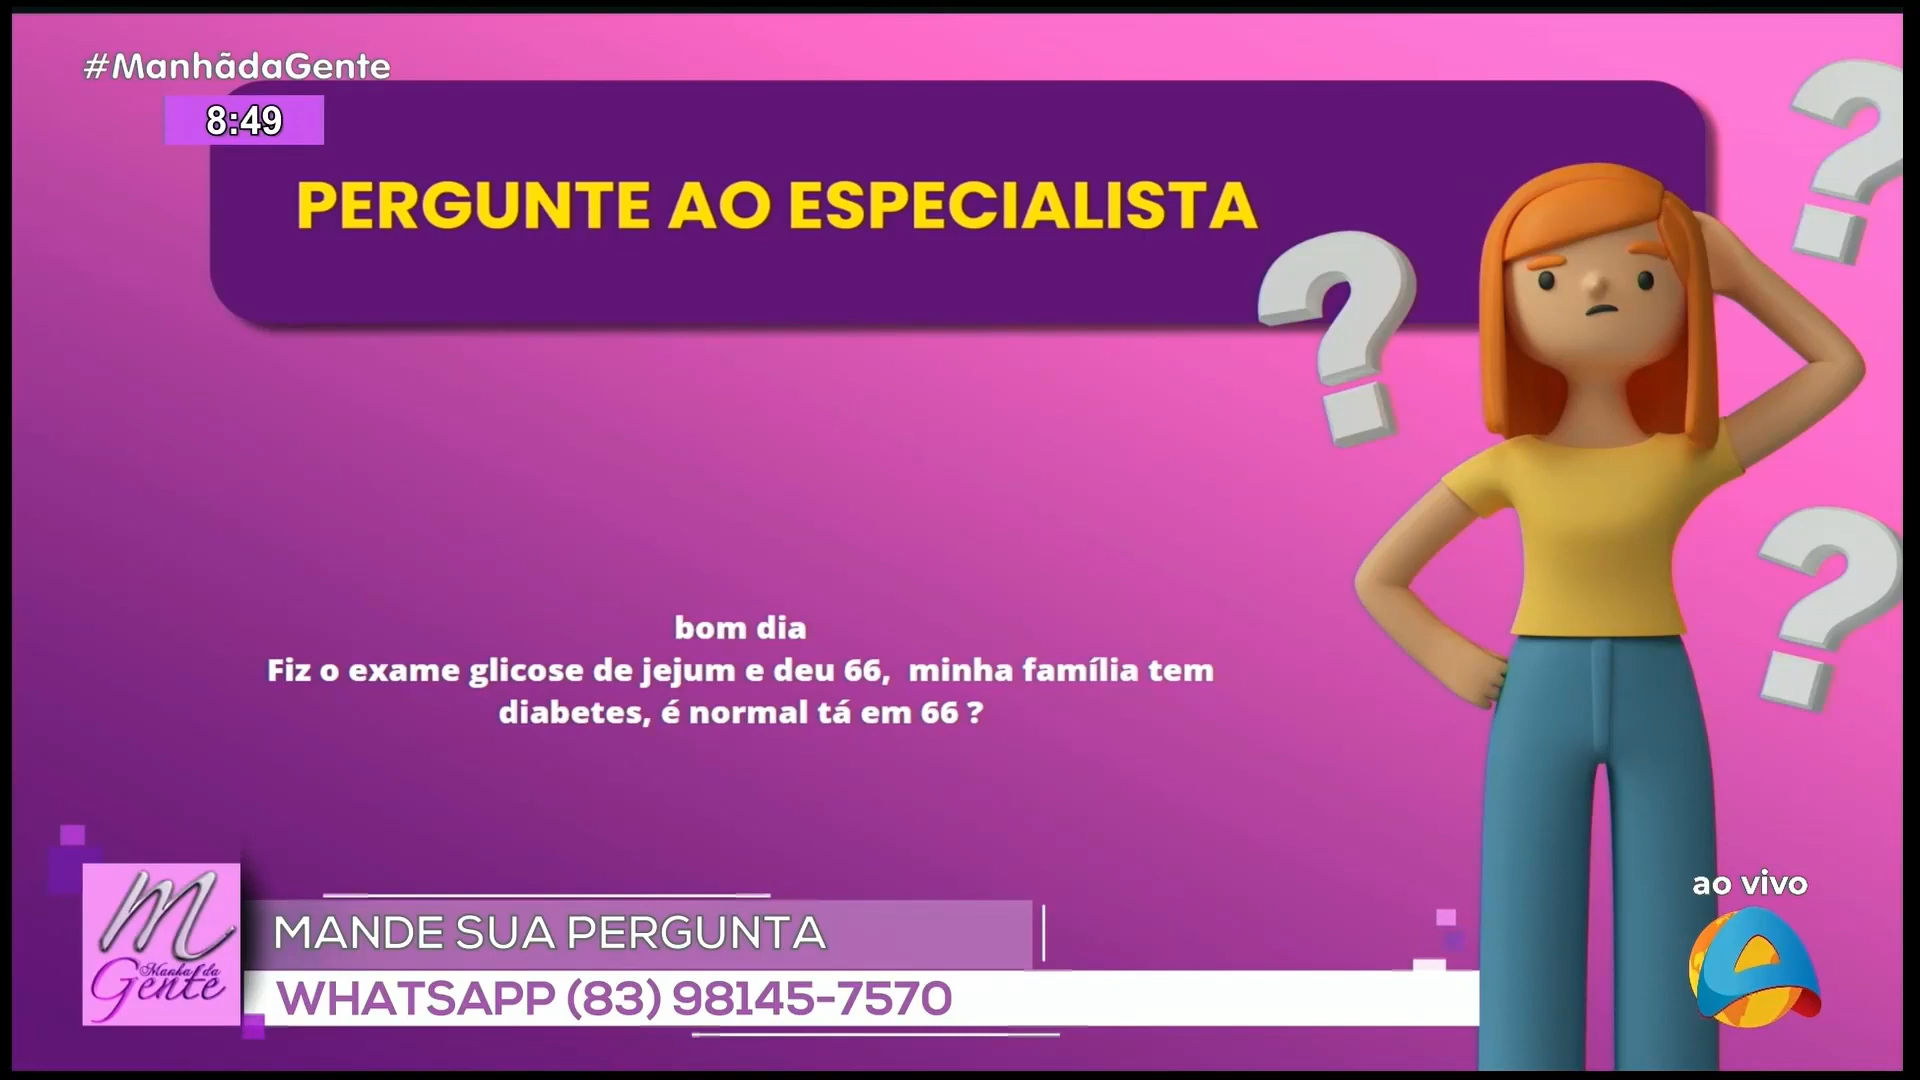 #ManhãdaGente
8:49
PERGUNTE AO ESPECIALISTA
bom dia
Fiz o exame glicose de jejum e deu 66,  minha família tem
diabetes, é normal tá em 66 ?
ao vivo
MANDE SUA PERGUNTA
WHATSAPP (83) 98145-7570
m
Manhã da
Gente